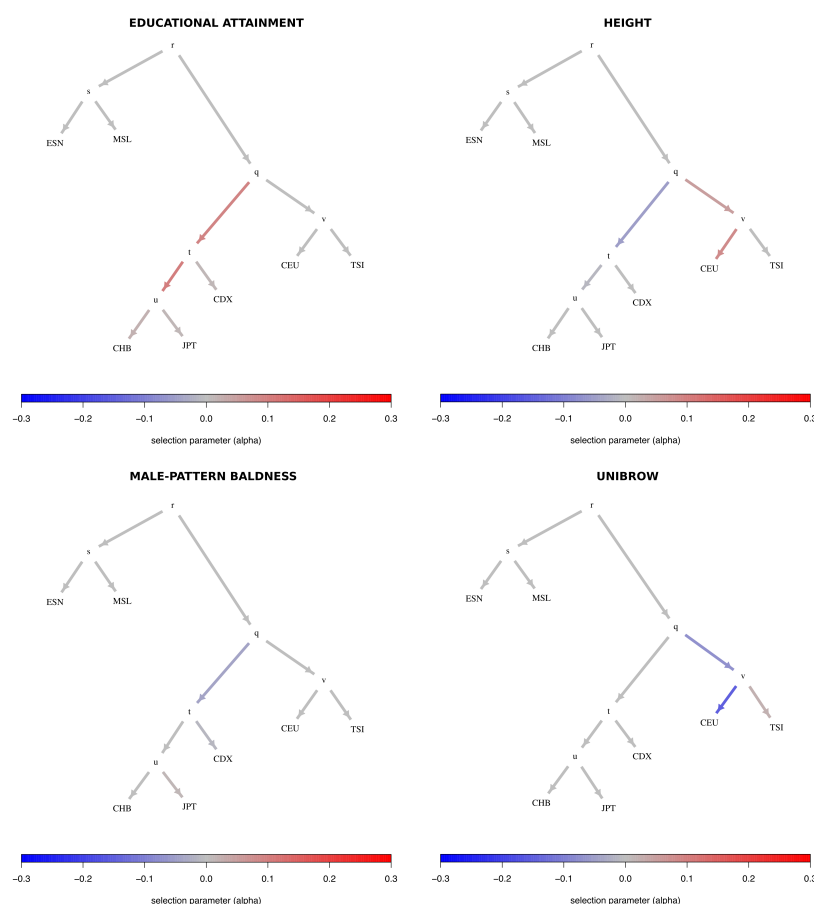 EDUCATIONAL ATTAINMENT
r
s
ESN
MSL
q
t
v
CEU
TSI
u
CDX
CHB
JPT
−0.3 −0.2 −0.1 0.0 0.1 0.2 0.3
selection parameter (alpha)
HEIGHT
r
s
ESN
MSL
q
t
v
CEU
TSI
u
CDX
CHB
JPT
−0.3 −0.2 −0.1 0.0 0.1 0.2 0.3
selection parameter (alpha)
MALE-PATTERN BALDNESS
r
s
ESN
MSL
q
t
v
CEU
TSI
u
CDX
CHB
JPT
−0.3 −0.2 −0.1 0.0 0.1 0.2 0.3
selection parameter (alpha)
UNIBROW
r
s
ESN
MSL
q
t
v
CEU
TSI
u
CDX
CHB
JPT
−0.3 −0.2 −0.1 0.0 0.1 0.2 0.3
selection parameter (alpha)